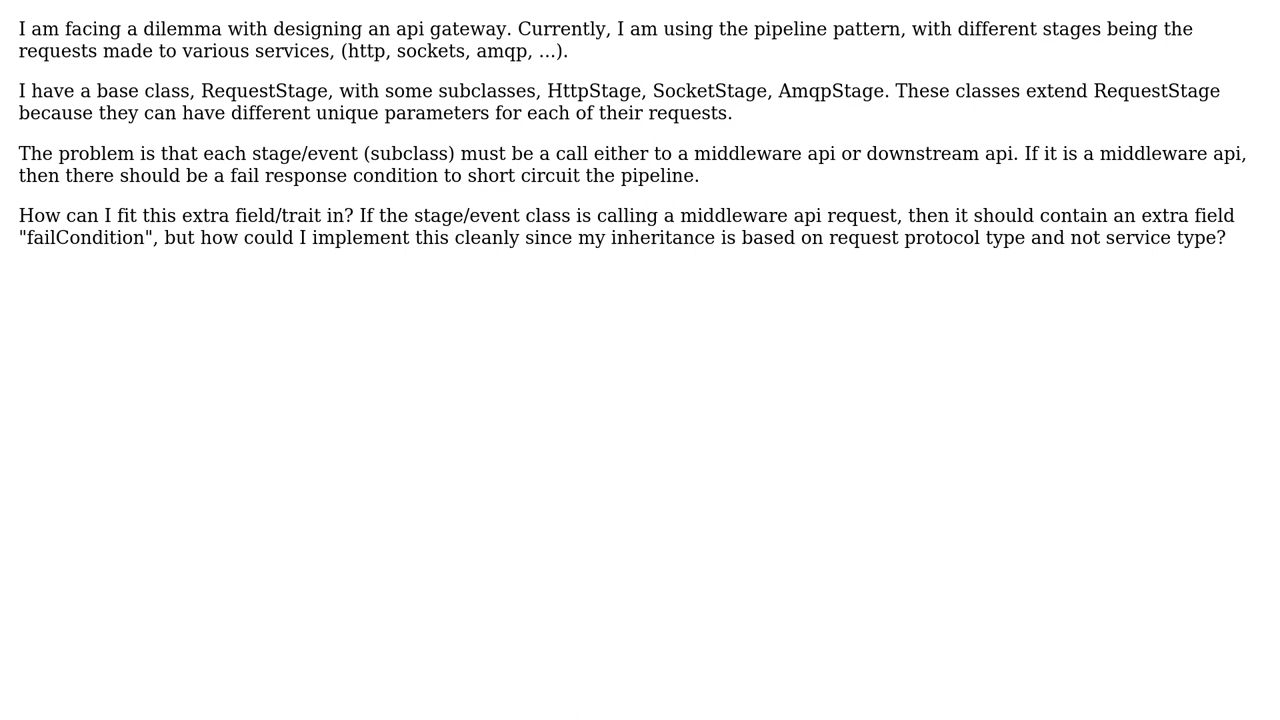 I am facing a dilemma with designing an api gateway. Currently, I am using the pipeline pattern, with different stages being the
requests made to various services, (http, sockets, amqp, ...).
I have a base class, RequestStage, with some subclasses, HttpStage, SocketStage, AmqpStage. These classes extend RequestStage
because they can have different unique parameters for each of their requests.
The problem is that each stage/event (subclass) must be a call either to a middleware api or downstream api. If it is a middleware api,
then there should be a fail response condition to short circuit the pipeline.
How can I fit this extra field/trait in? If the stage/event class is calling a middleware api request, then it should contain an extra field
"failCondition", but how could I implement this cleanly since my inheritance is based on request protocol type and not service type?